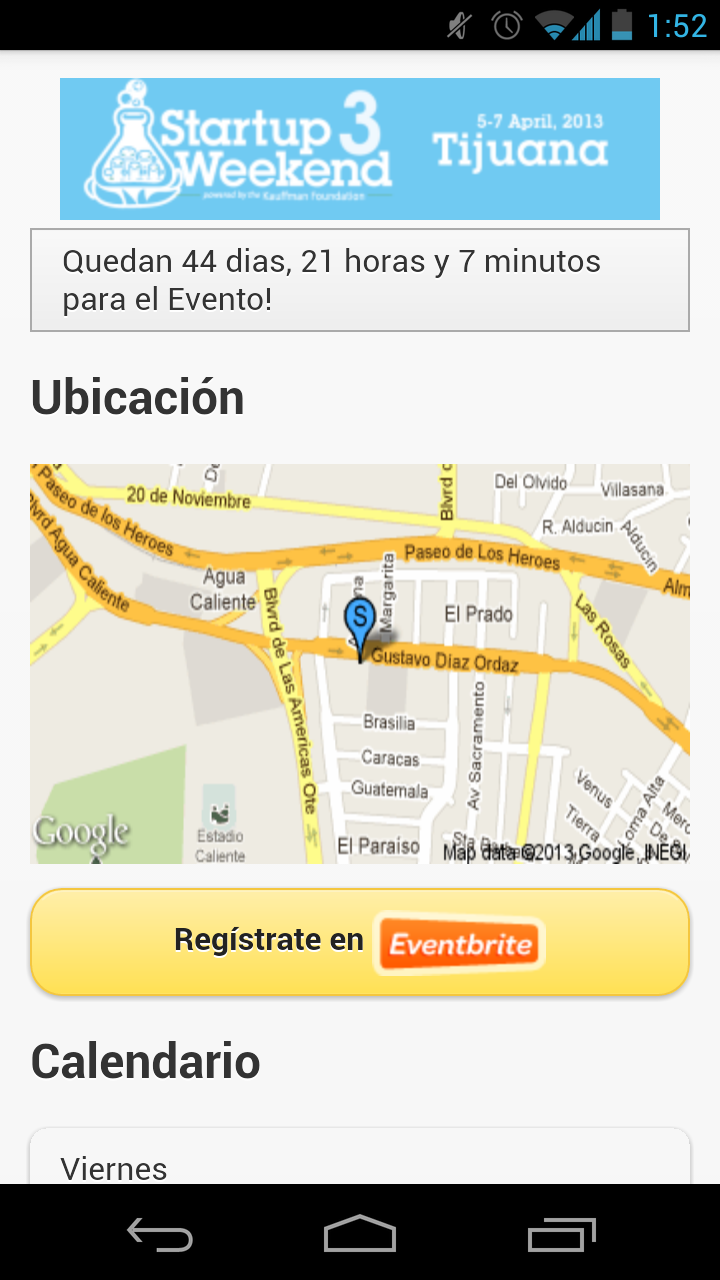 1:52
Startup 3
Weekend
powered by the Kauffman foundation
5-7 April, 2013
Tijuana
Quedan 44 dias, 21 horas y 7 minutos
para el Evento!
Ubicación
Paseo de los Heroes
20 de Noviembre
Blvrd
Del Olvido
Villasana
R. Alducin
Alducin
Blvrd Agua Caliente
Paseo de Los Heroes
Agua
Caliente
Margarita
El Prado
Las Rosas
S
Gustavo Diaz Ordaz
Blvrd de Las Americas Ote
Brasilia
Caracas
Guatemala
Av Sacramento
Venus
Tierra
Loma Alta
El Paraiso
Google
Estadio
Caliente
Map data ©2013 Google, INEGI
Regístrate en Eventbrite
Calendario
Viernes